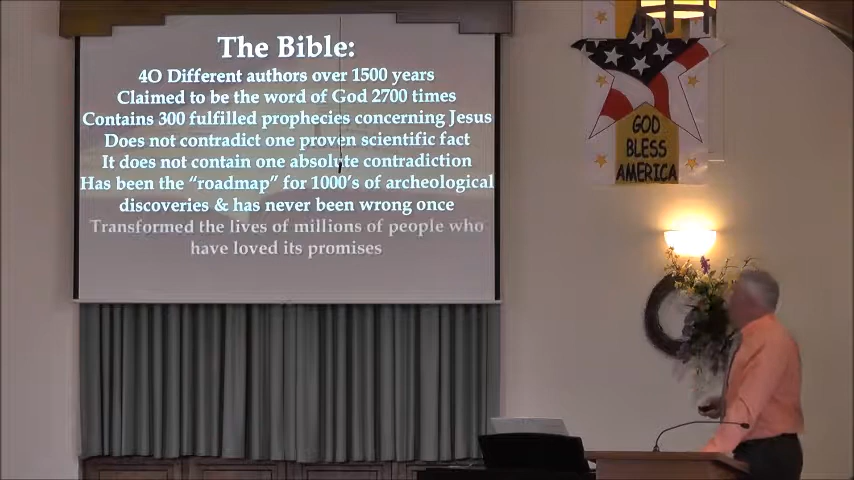 The Bible:
4O Different authors over 1500 years
Claimed to be the word of God 2700 times
Contains 300 fulfilled prophecies concerning Jesus
Does not contradict one proven scientific fact
It does not contain one absolute contradiction
Has been the “roadmap” for 1000’s of archeological
discoveries & has never been wrong once
Transformed the lives of millions of people who
have loved its promises
GOD
BLESS
AMERICA